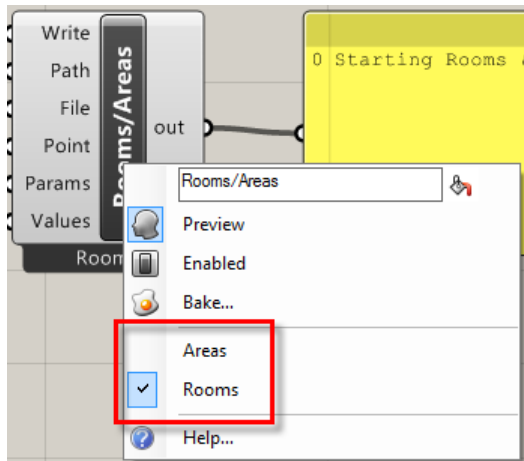 Write
Path
File
Point
Params
Values
Rooms/Areas
out
0 Starting Rooms
Room
Rooms/Areas
Preview
Enabled
Bake...
Areas
Rooms
Help...